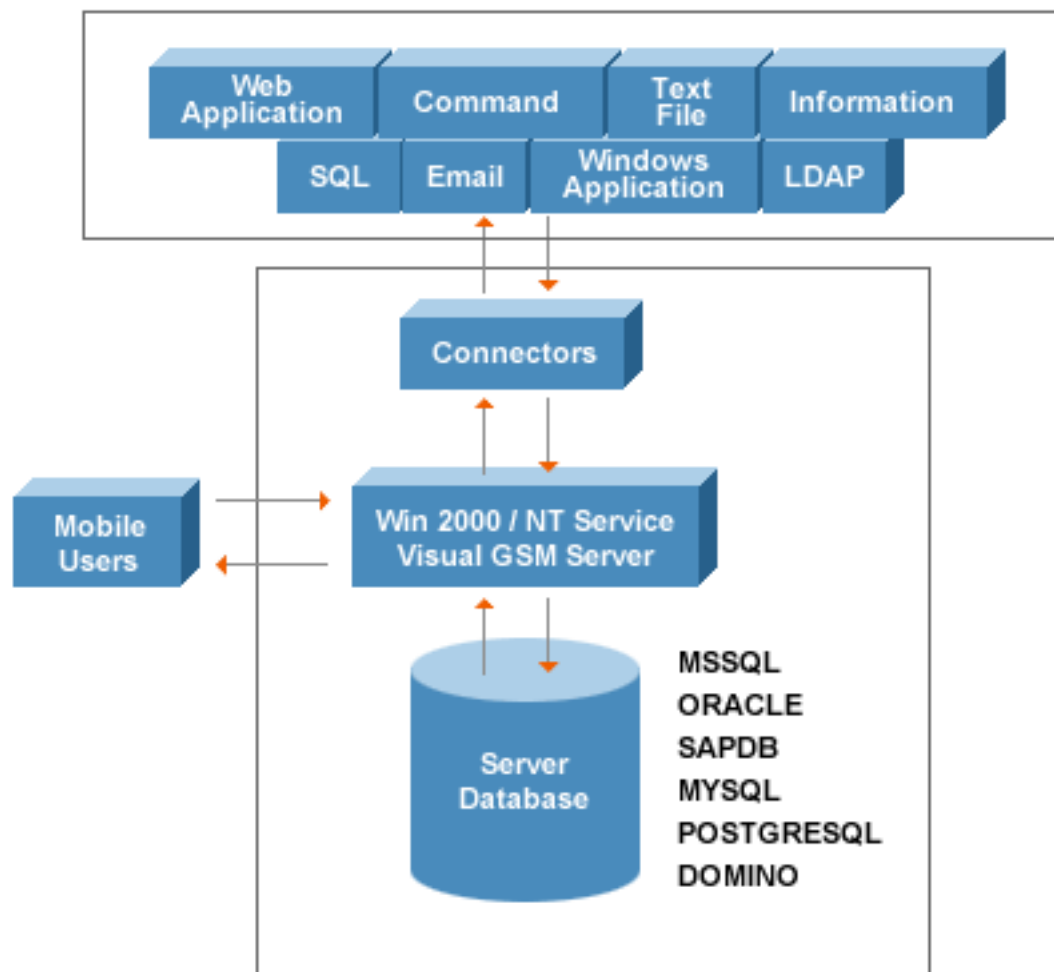 Web
Application
Command
Text
File
Information
SQL
Email
Windows
Application
LDAP
Connectors
Mobile
Users
Win 2000 / NT Service
Visual GSM Server
Server
Database
MSSQL
ORACLE
SAPDB
MYSQL
POSTGRESQL
DOMINO